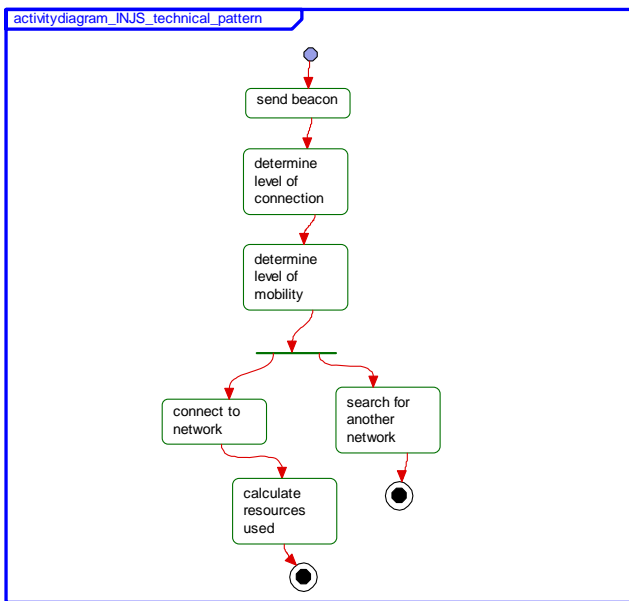 activitydiagram_INJS_technical_pattern
send beacon
determine
level of
connection
determine
level of
mobility
connect to
network
search for
another
network
calculate
resources
used